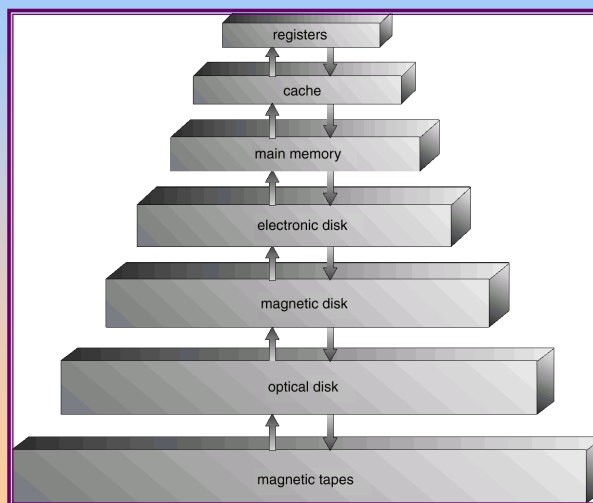 registers
cache
main memory
electronic disk
magnetic disk
optical disk
magnetic tapes